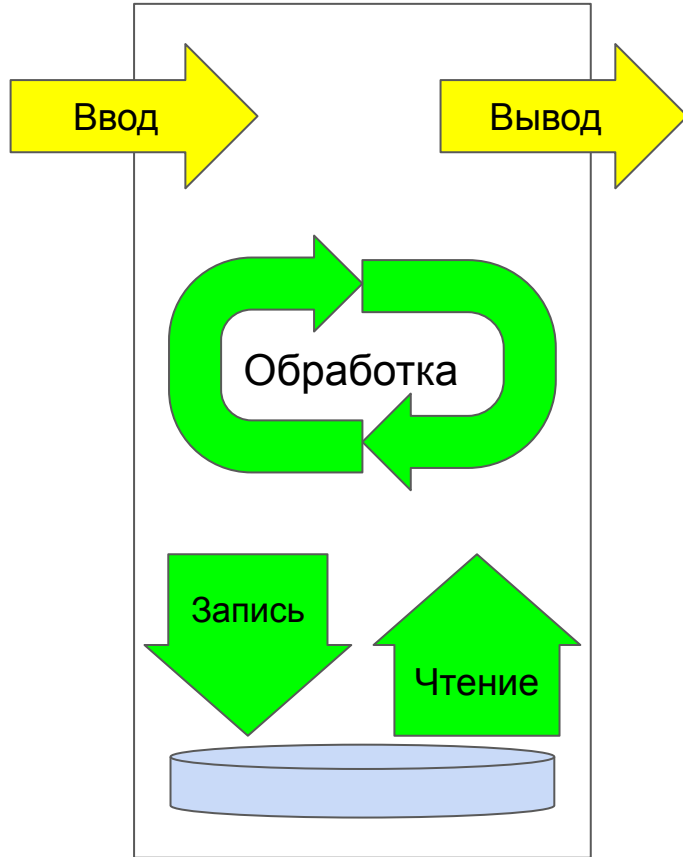 Ввод
Вывод
Обработка
Запись
Чтение